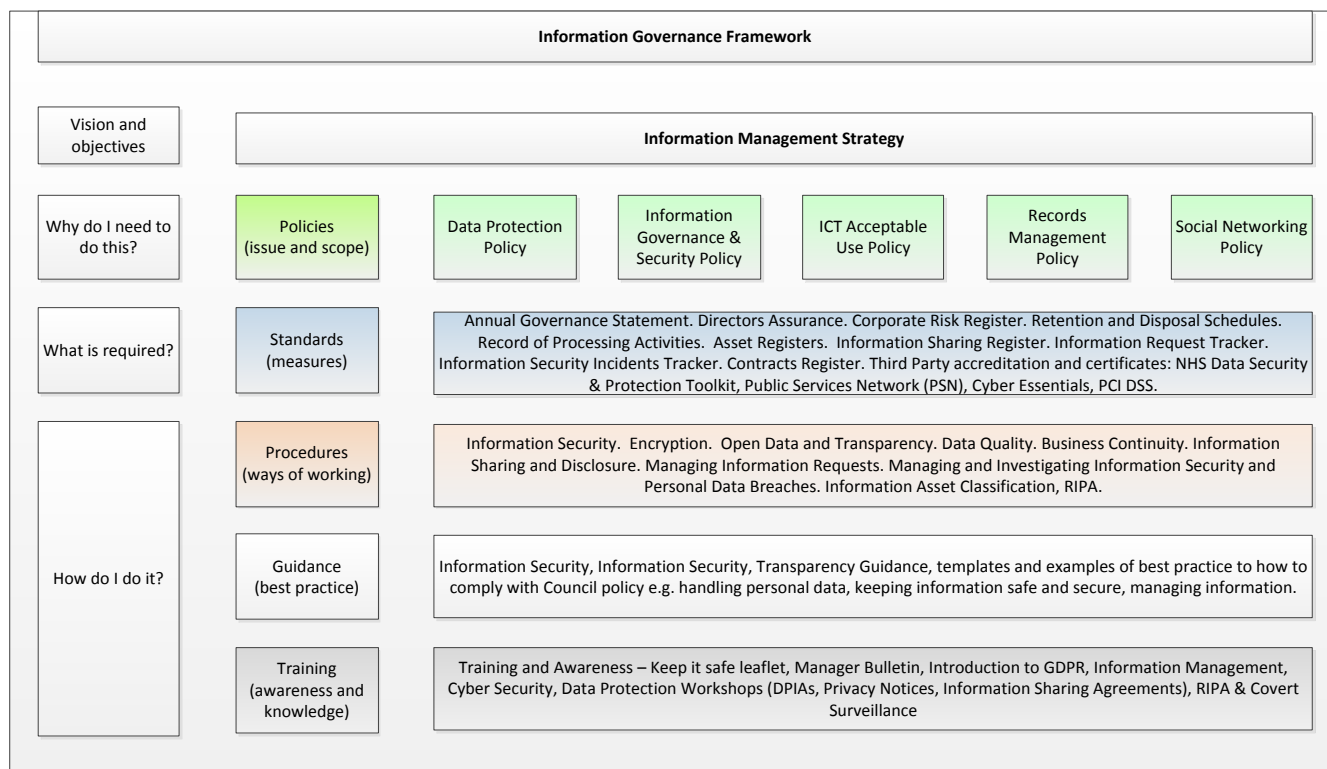 Information Governance Framework
Vision and
objectives
Information Management Strategy
Why do I need to
do this?
Policies
(issue and scope)
Data Protection
Policy
Information
Governance &
Security Policy
ICT Acceptable
Use Policy
Records
Management
Policy
Social Networking
Policy
What is required?
Standards
(measures)
Annual Governance Statement. Directors Assurance. Corporate Risk Register. Retention and Disposal Schedules.
Record of Processing Activities.  Asset Registers.  Information Sharing Register. Information Request Tracker.
Information Security Incidents Tracker. Contracts Register. Third Party accreditation and certificates: NHS Data Security
& Protection Toolkit, Public Services Network (PSN), Cyber Essentials, PCI DSS.
How do I do it?
Procedures
(ways of working)
Information Security.  Encryption.  Open Data and Transparency. Data Quality. Business Continuity. Information
Sharing and Disclosure. Managing Information Requests. Managing and Investigating Information Security and
Personal Data Breaches. Information Asset Classification, RIPA.
Guidance
(best practice)
Information Security, Information Security, Transparency Guidance, templates and examples of best practice to how to
comply with Council policy e.g. handling personal data, keeping information safe and secure, managing information.
Training
(awareness and
knowledge)
Training and Awareness – Keep it safe leaflet, Manager Bulletin, Introduction to GDPR, Information Management,
Cyber Security, Data Protection Workshops (DPIAs, Privacy Notices, Information Sharing Agreements), RIPA & Covert
Surveillance